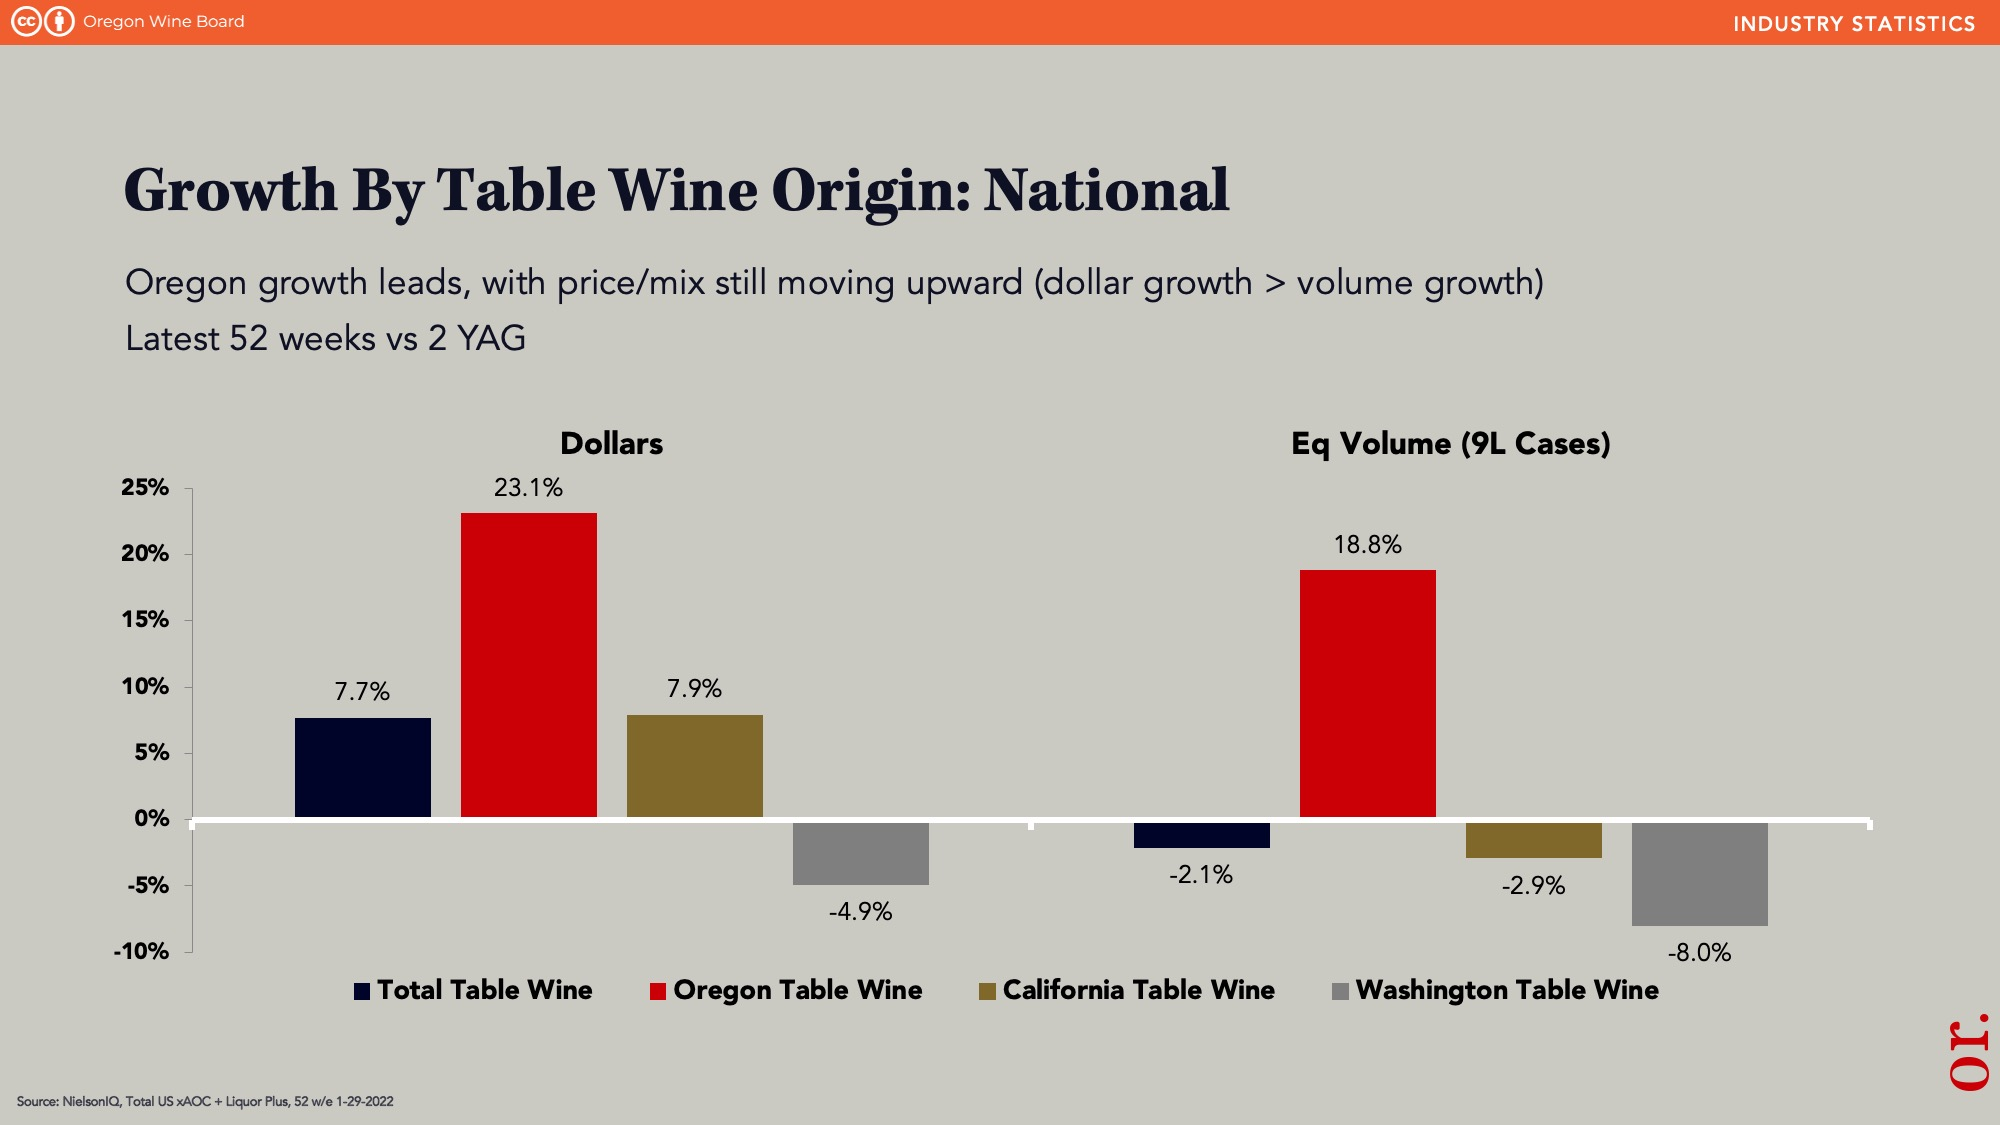 cc Oregon Wine Board
INDUSTRY STATISTICS
Growth By Table Wine Origin: National
Oregon growth leads, with price/mix still moving upward (dollar growth > volume growth)
Latest 52 weeks vs 2 YAG
Dollars
Eq Volume (9L Cases)
25%
20%
15%
10%
5%
0%
-5%
-10%
7.7%
23.1%
7.9%
-4.9%
-2.1%
18.8%
-2.9%
-8.0%
Total Table Wine
Oregon Table Wine
California Table Wine
Washington Table Wine
or.
Source: NielsonIQ, Total US xAOC + Liquor Plus, 52 w/e 1-29-2022